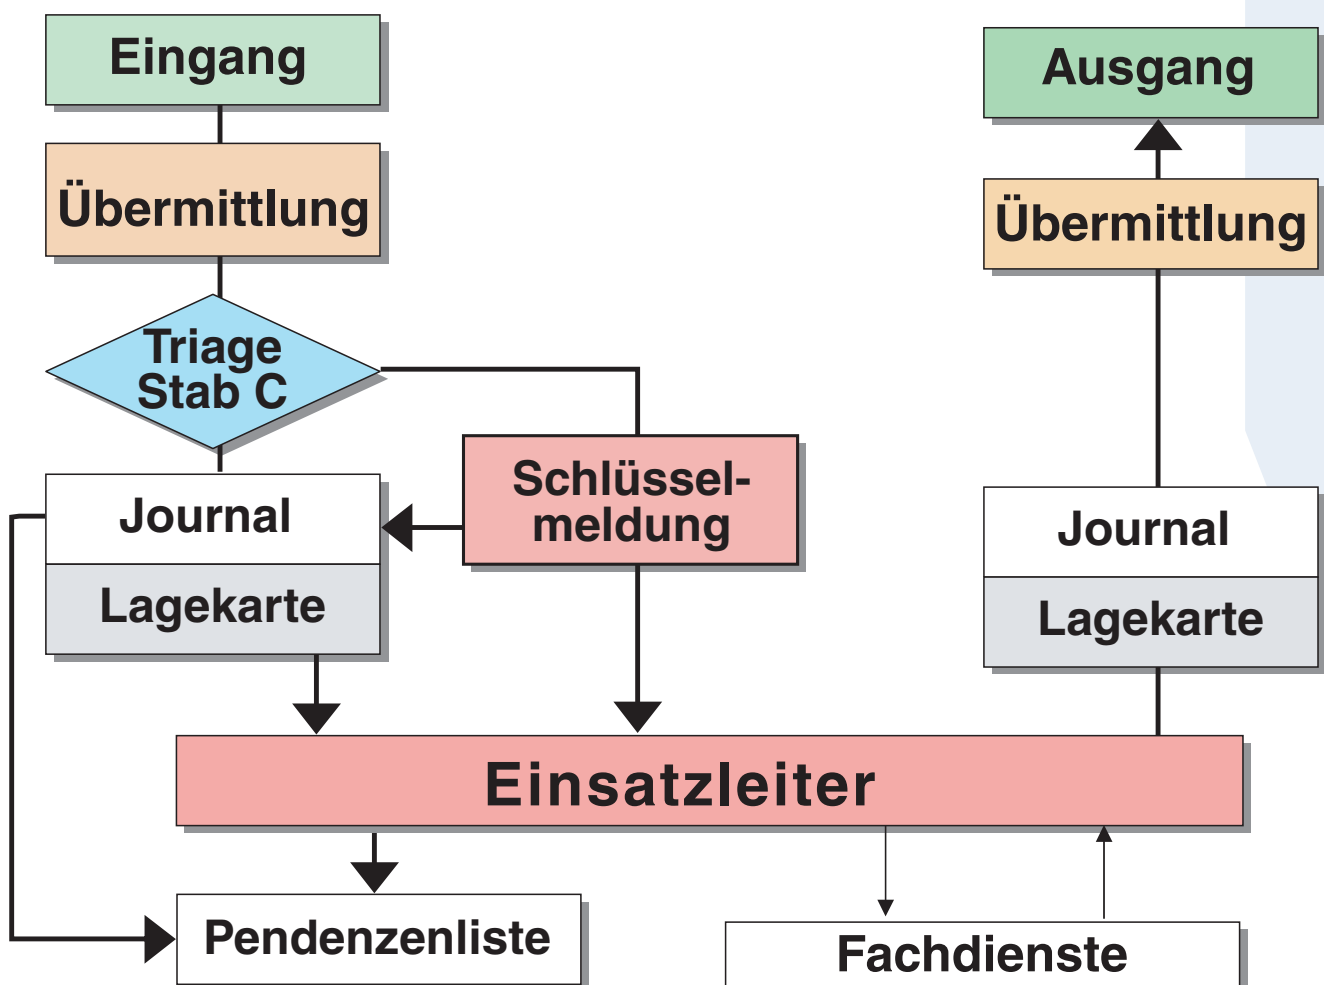 Eingang
Übermittlung
Triage
Stab C
Schlüssel-
meldung
Journal
Lagekarte
Ausgang
Übermittlung
Journal
Lagekarte
Einsatzleiter
Pendenzenliste
Fachdienste